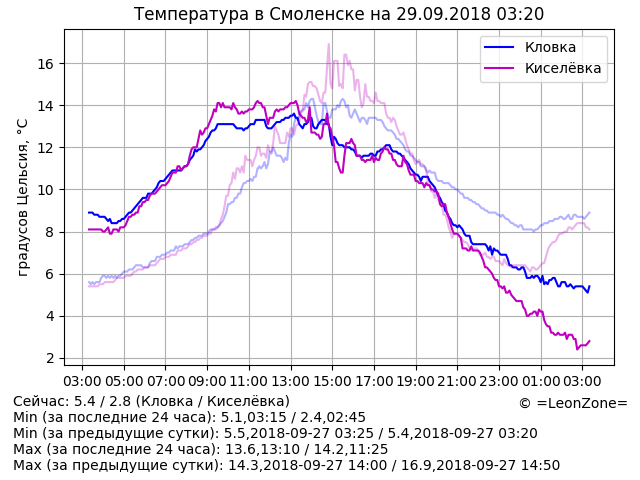 Температура в Смоленске на 29.09.2018 03:20
Кловка
Киселёвка
градусов Цельсия, °C
16
14
12
10
8
6
4
2
03:00 05:00 07:00 09:00 11:00 13:00 15:00 17:00 19:00 21:00 23:00 01:00 03:00
Сейчас: 5.4 / 2.8 (Кловка / Киселёвка)
© =LeonZone=
Min (за последние 24 часа): 5.1,03:15 / 2.4,02:45
Min (за предыдущие сутки): 5.5,2018-09-27 03:25 / 5.4,2018-09-27 03:20
Max (за последние 24 часа): 13.6,13:10 / 14.2,11:25
Max (за предыдущие сутки): 14.3,2018-09-27 14:00 / 16.9,2018-09-27 14:50